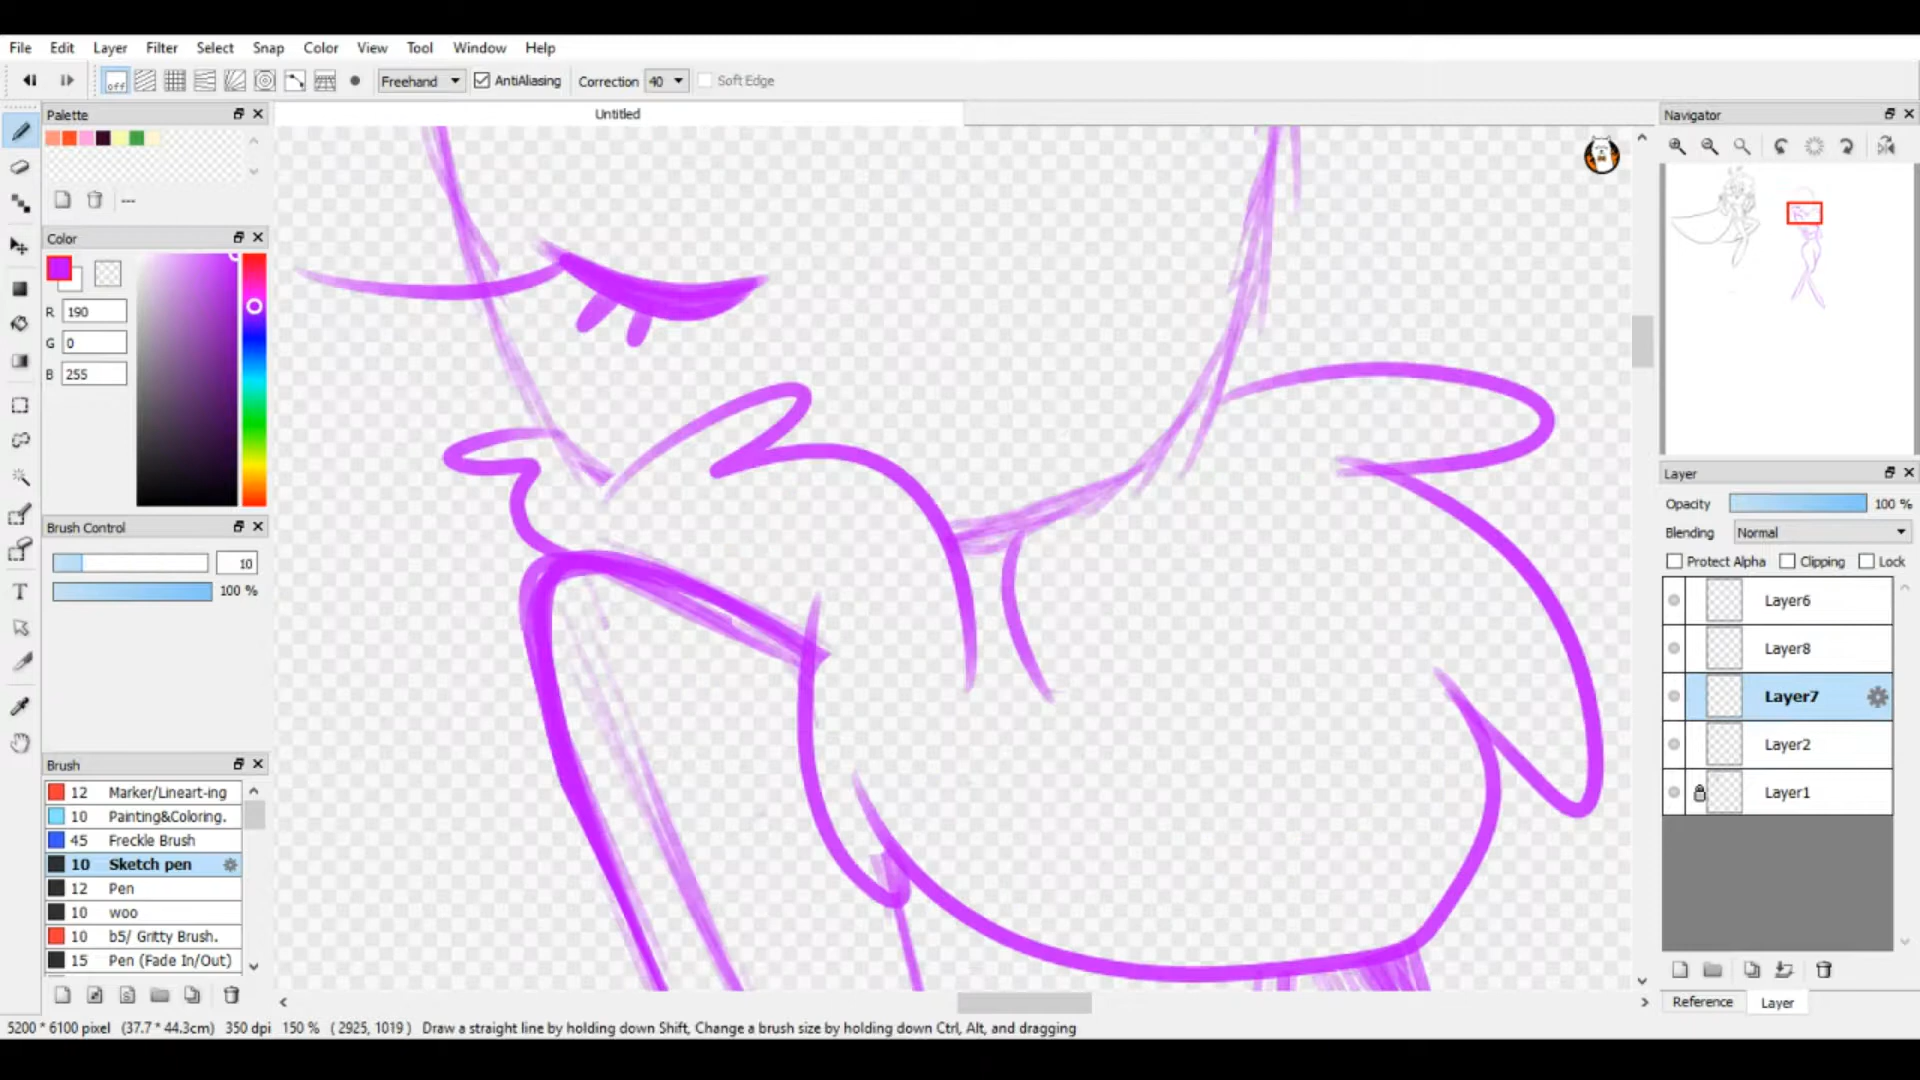 File Edit Layer Filter Select Snap Color View Tool Window Help
off Freehand AntiAliasing Correction 40 Soft Edge
Palette
Untitled
Navigator
---
Color
R 190
G 0
B 255
Brush Control
10
100 %
Brush
12 Marker/Lineart-ing
10 Painting&Coloring.
45 Freckle Brush
10 Sketch pen
12 Pen
10 woo
10 b5/ Gritty Brush.
15 Pen (Fade In/Out)
Layer
Opacity 100 %
Blending Normal
Protect Alpha Clipping Lock
Layer6
Layer8
Layer7
Layer2
Layer1
Reference Layer
5200 * 6100 pixel (37.7 * 44.3cm) 350 dpi 150 % ( 2925, 1019 ) Draw a straight line by holding down Shift, Change a brush size by holding down Ctrl, Alt, and dragging